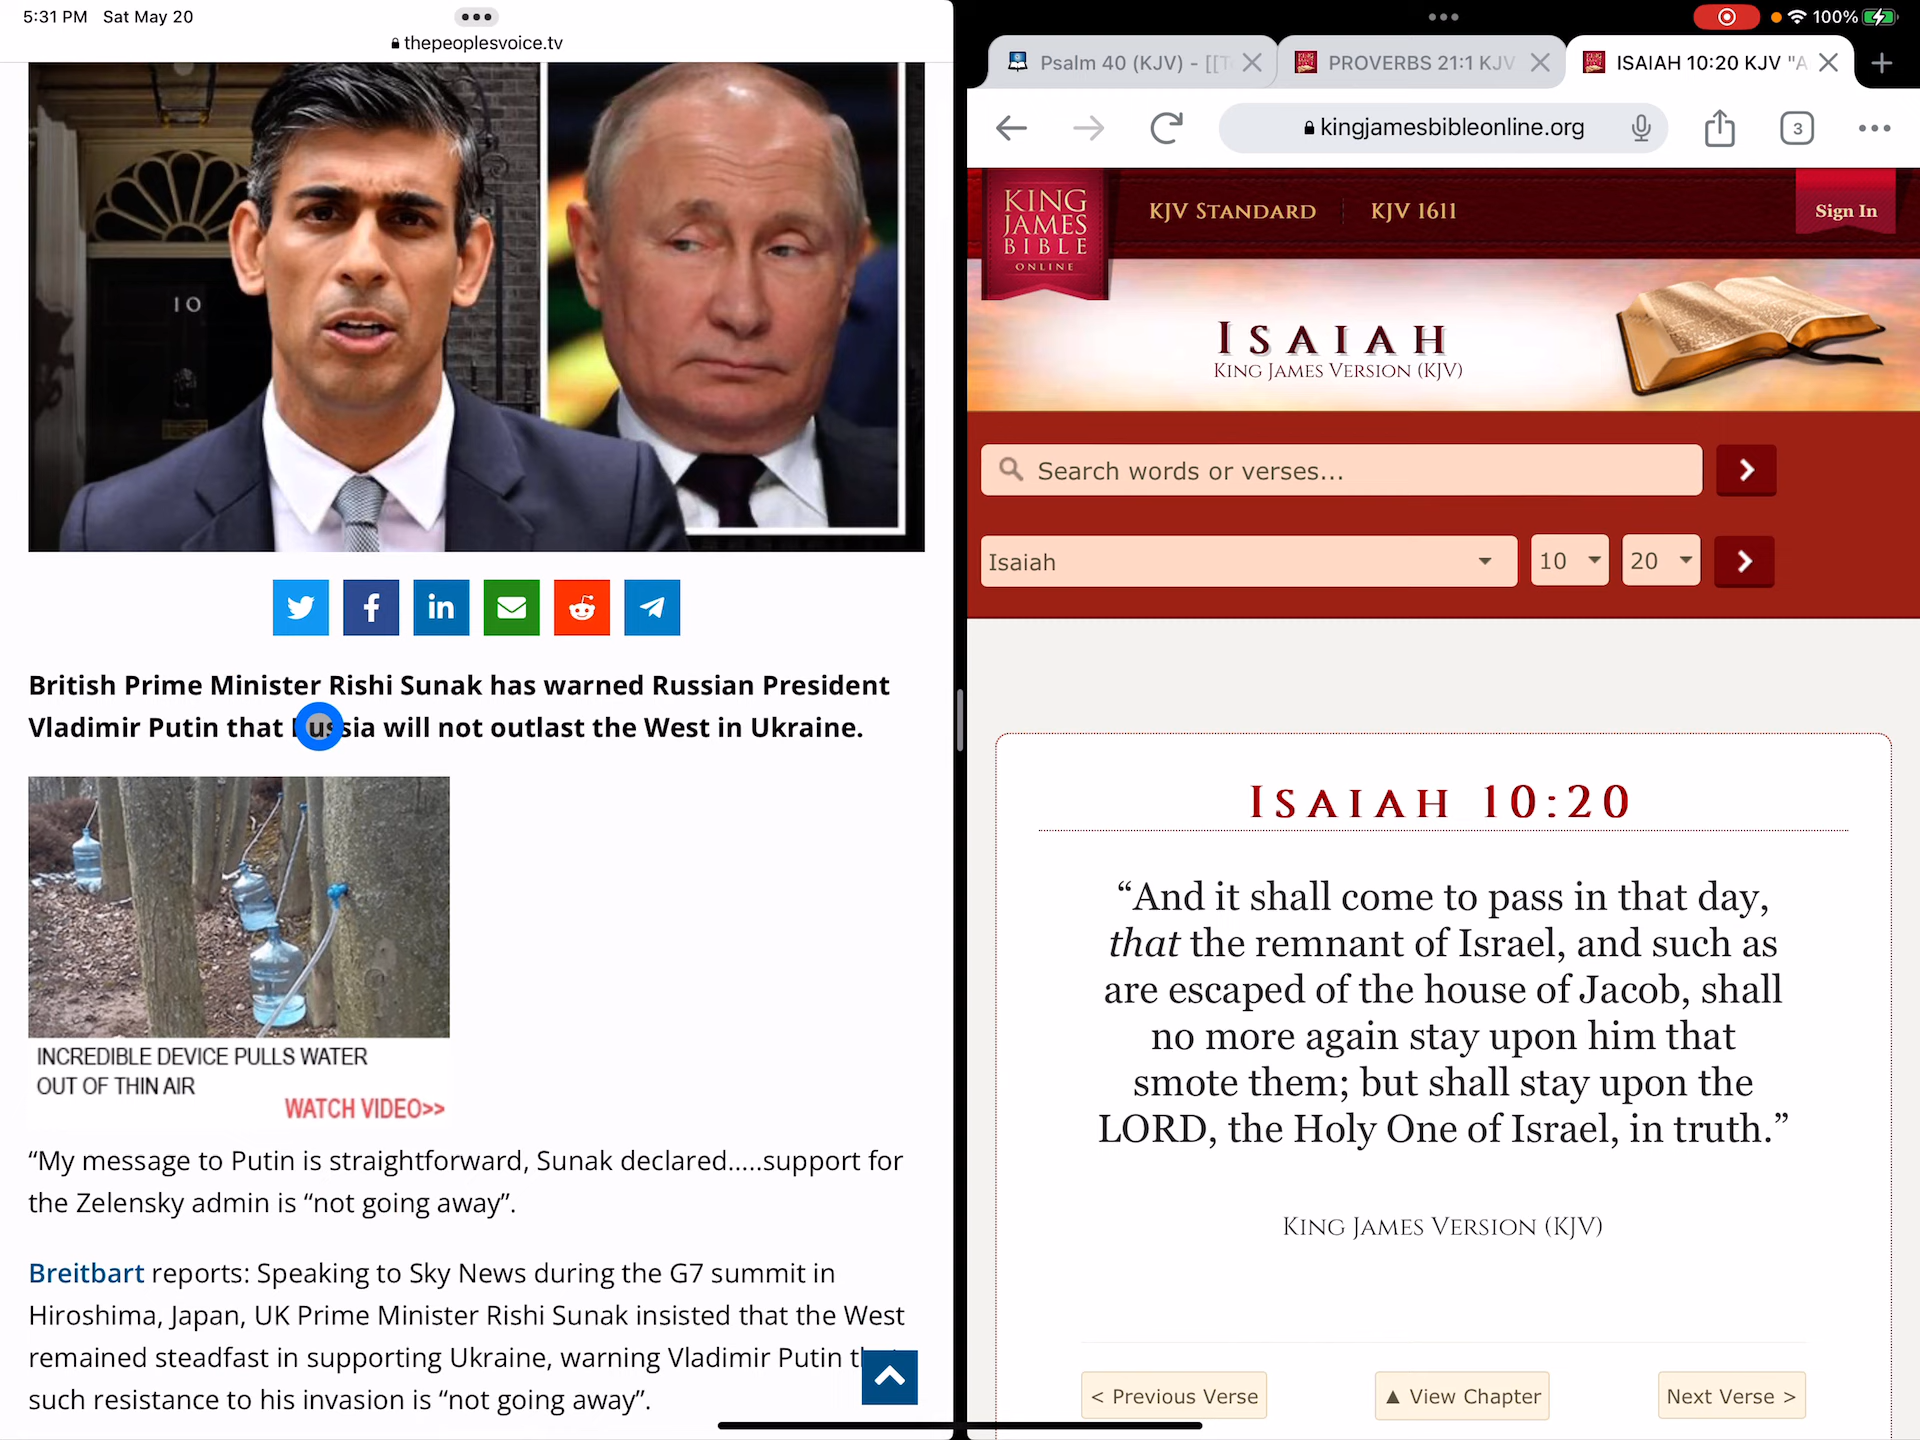 5:31 PM Sat May 20
thepeoplesvoice.tv
10
British Prime Minister Rishi Sunak has warned Russian President
Vladimir Putin that Russia will not outlast the West in Ukraine.
INCREDIBLE DEVICE PULLS WATER
OUT OF THIN AIR
WATCH VIDEO>>
“My message to Putin is straightforward, Sunak declared.....support for
the Zelensky admin is “not going away”.
Breitbart reports: Speaking to Sky News during the G7 summit in
Hiroshima, Japan, UK Prime Minister Rishi Sunak insisted that the West
remained steadfast in supporting Ukraine, warning Vladimir Putin
such resistance to his invasion is “not going away”.
100%
Psalm 40 (KJV) - [[T
PROVERBS 21:1 KJV
ISAIAH 10:20 KJV "A
kingjamesbibleonline.org
3
KING
JAMES
BIBLE
ONLINE
KJV STANDARD
KJV 1611
Sign In
ISAIAH
KING JAMES VERSION (KJV)
Search words or verses...
Isaiah
10
20
ISAIAH 10:20
“And it shall come to pass in that day,
that the remnant of Israel, and such as
are escaped of the house of Jacob, shall
no more again stay upon him that
smote them; but shall stay upon the
LORD, the Holy One of Israel, in truth.”
KING JAMES VERSION (KJV)
< Previous Verse
▲ View Chapter
Next Verse >